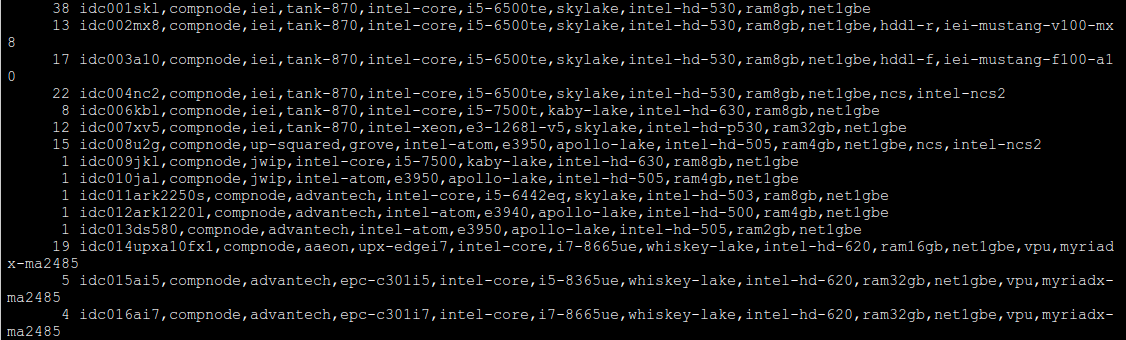 38 idc001skl,compnode,iei,tank-870,intel-core,i5-6500te,skylake,intel-hd-530,ram8gb,net1gbe
13 idc002mx8,compnode,iei,tank-870,intel-core,i5-6500te,skylake,intel-hd-530,ram8gb,net1gbe,hddl-r,iei-mustang-v100-mx
8
17 idc003a10,compnode,iei,tank-870,intel-core,i5-6500te,skylake,intel-hd-530,ram8gb,net1gbe,hddl-f,iei-mustang-f100-a1
0
22 idc004nc2,compnode,iei,tank-870,intel-core,i5-6500te,skylake,intel-hd-530,ram8gb,net1gbe,ncs,intel-ncs2
8 idc006kbl,compnode,iei,tank-870,intel-core,i5-7500t,kaby-lake,intel-hd-630,ram8gb,net1gbe
12 idc007xv5,compnode,iei,tank-870,intel-xeon,e3-1268l-v5,skylake,intel-hd-p530,ram32gb,net1gbe
15 idc008u2g,compnode,up-squared,grove,intel-atom,e3950,apollo-lake,intel-hd-505,ram4gb,net1gbe,ncs,intel-ncs2
1 idc009jkl,compnode,jwip,intel-core,i5-7500,kaby-lake,intel-hd-630,ram8gb,net1gbe
1 idc010jal,compnode,jwip,intel-atom,e3950,apollo-lake,intel-hd-505,ram4gb,net1gbe
1 idc011ark2250s,compnode,advantech,intel-core,i5-6442eq,skylake,intel-hd-503,ram8gb,net1gbe
1 idc012ark1220l,compnode,advantech,intel-atom,e3940,apollo-lake,intel-hd-500,ram4gb,net1gbe
1 idc013ds580,compnode,advantech,intel-atom,e3950,apollo-lake,intel-hd-505,ram2gb,net1gbe
19 idc014upxa10fx1,compnode,aaeon,upx-edgei7,intel-core,i7-8665ue,whiskey-lake,intel-hd-620,ram16gb,net1gbe,vpu,myriad
x-ma2485
5 idc015ai5,compnode,advantech,epc-c301i5,intel-core,i5-8365ue,whiskey-lake,intel-hd-620,ram32gb,net1gbe,vpu,myriadx-
ma2485
4 idc016ai7,compnode,advantech,epc-c301i7,intel-core,i7-8665ue,whiskey-lake,intel-hd-620,ram32gb,net1gbe,vpu,myriadx-
ma2485